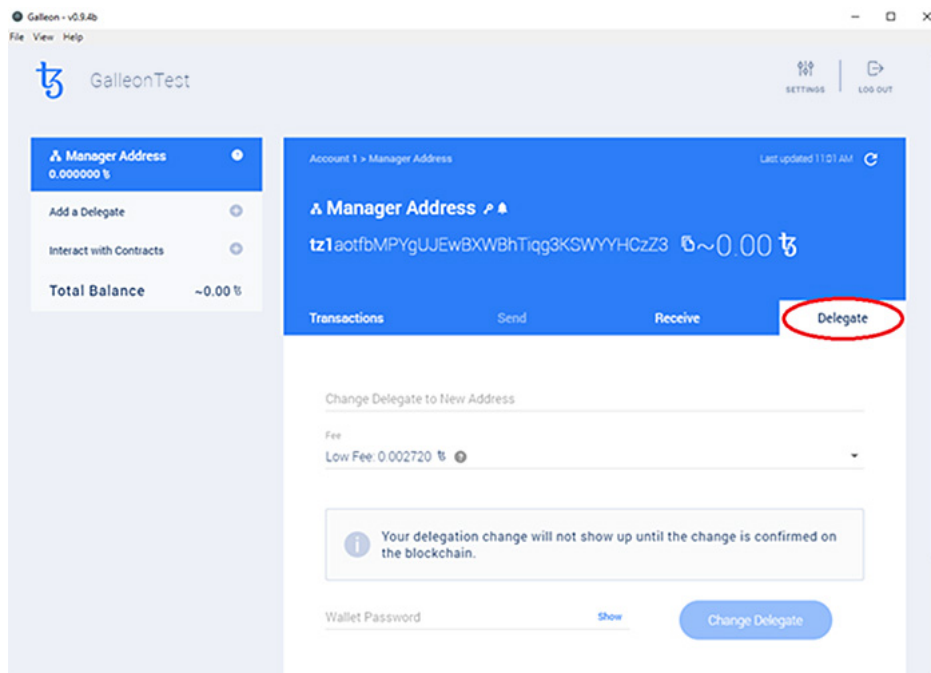 Galleon - v0.9.4b
File View Help
GalleonTest
SETTINGS
LOG OUT
Manager Address
0.000000 ꜩ
Add a Delegate
Interact with Contracts
Total Balance ~0.00 ꜩ
Account 1 > Manager Address
Last updated 11:01 AM
Manager Address
tz1aotfbMPYgUJEwBXWBhTiqg3KSWYYHCzZ3 ~0.00 ꜩ
Transactions Send Receive Delegate
Change Delegate to New Address
Fee
Low Fee: 0.002720 ꜩ
Your delegation change will not show up until the change is confirmed on
the blockchain.
Wallet Password Show
Change Delegate